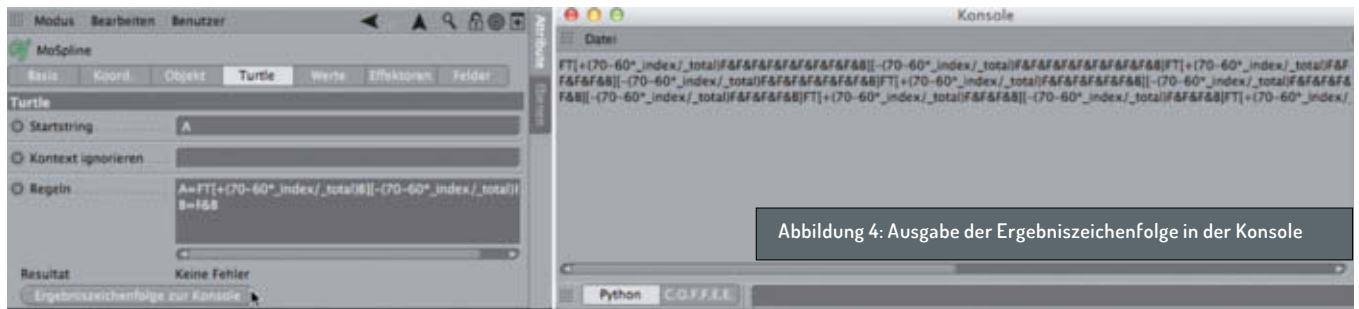 Modus Bearbeiten Benutzer
MoSpline
Basis Koord. Objekt Turtle Werte Effektoren Felder
Turtle
Startstring A
Kontext ignorieren
Regeln A=FT[+(70-60*_index/_total)B][-(70-60*_index/_total)
B=F&B
Resultat Keine Fehler
Ergebniszeichenfolge zur Konsole
Attribute
Ebenen
Konsole
Datei
FT[+(70-60*_index/_total)F&F&F&F&F&F&F&F&F&B][-(70-60*_index/_total)F&F&F&F&F&F&F&F&F&B]FT[+(70-60*_index/_total)F&F
F&F&F&B][-(70-60*_index/_total)F&F&F&F&F&F&F&B]FT[+(70-60*_index/_total)F&F&F&F&F&B][-(70-60*_index/_total)F&F&F&F&
F&B][-(70-60*_index/_total)F&F&F&F&B]FT[+(70-60*_index/_total)F&F&F&B][-(70-60*_index/_total)F&F&F&B]FT[+(70-60*_index/
Abbildung 4: Ausgabe der Ergebniszeichenfolge in der Konsole
Python C.O.F.F.E.E.